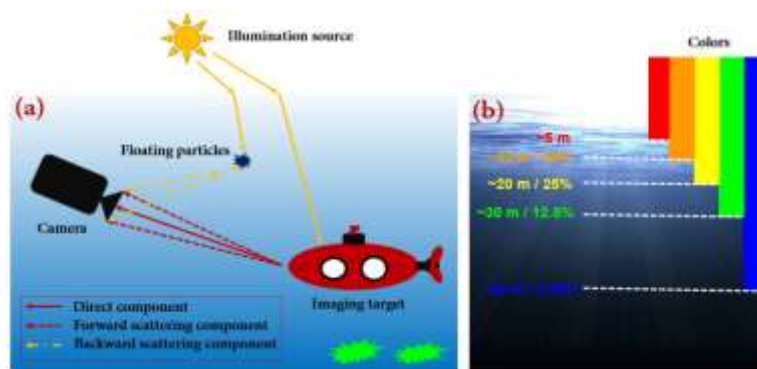 Illumination source
(a)
Floating particles
Camera
Imaging target
Direct component
Forward scattering component
Backward scattering component
Colors
(b)
~5 m
~20 m / 25%
~30 m / 12.5%